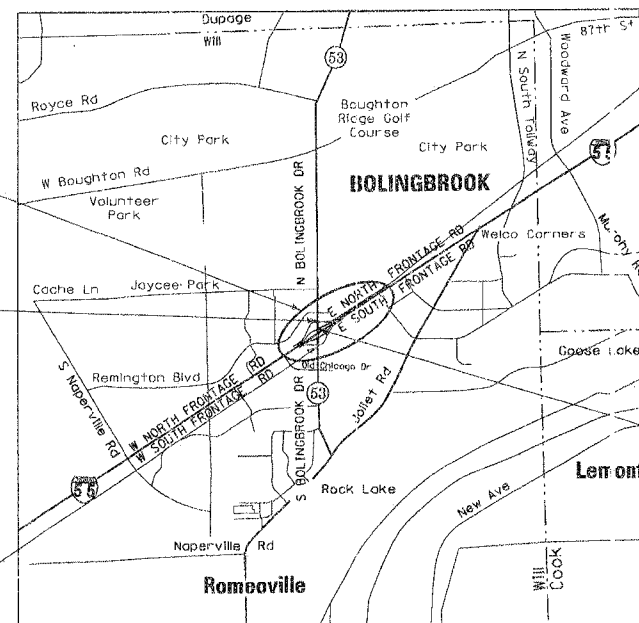 Dupage
Will
87th St
53
Woodward Ave
N South Tollway
Royce Rd
Boughton
Ridge Golf
Course
City Park
City Park
W Boughton Rd
BOLINGBROOK
Volunteer
Park
N BOLINGBROOK DR
Welco Corners
Cache Ln
Jaycee Park
E NORTH FRONTAGE RD
E SOUTH FRONTAGE RD
Goose Lake
Old Chicago Dr
Remington Blvd
S Naperville Rd
W NORTH FRONTAGE RD
W SOUTH FRONTAGE RD
53
Joliet Rd
S BOLINGBROOK DR
55
Rock Lake
New Ave
Lemont
Naperville Rd
Romeoville
Will
Cook